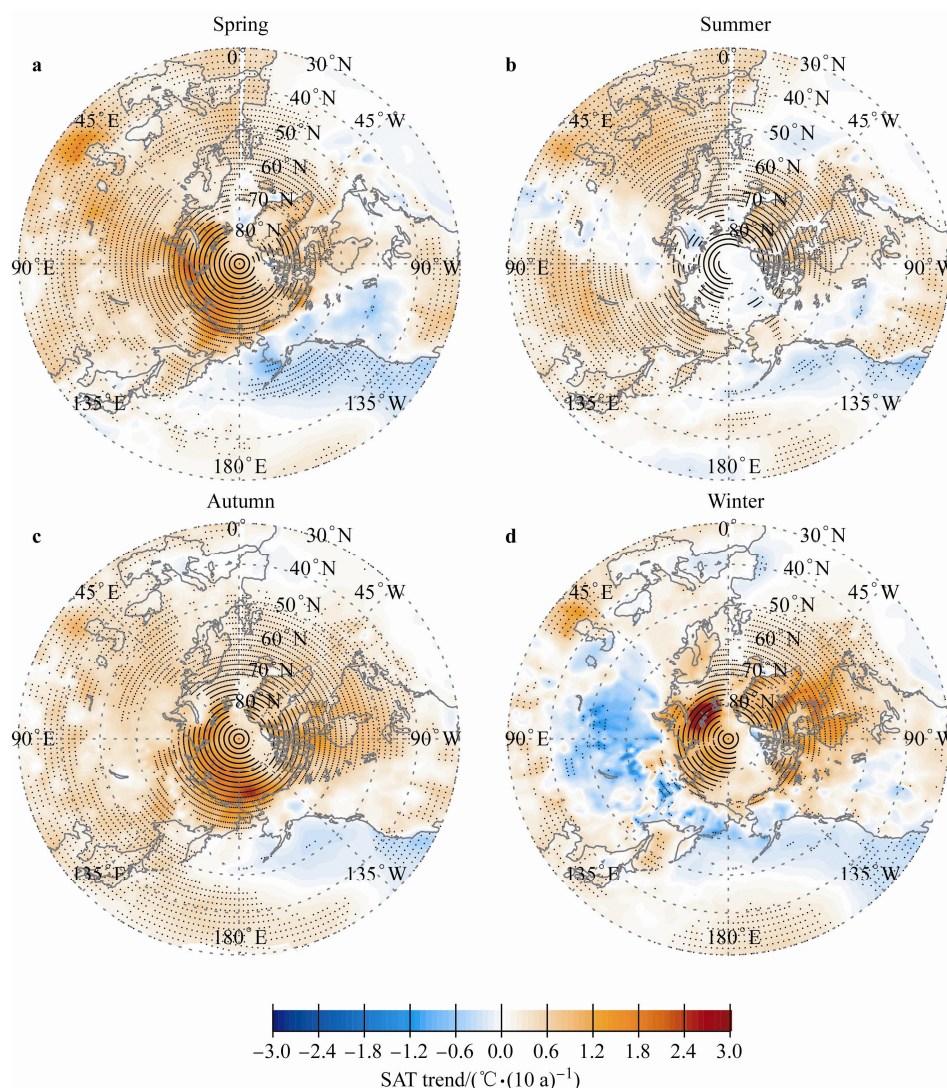 Spring
Summer
a
0°
30°N
40°N
50°N
60°N
70°N
80°N
45°E
45°W
90°E
90°W
135°E
135°W
180°E
b
0°
30°N
40°N
50°N
60°N
70°N
80°N
45°E
45°W
90°E
90°W
135°E
135°W
180°E
Autumn
Winter
c
0°
30°N
40°N
50°N
60°N
70°N
80°N
45°E
45°W
90°E
90°W
135°E
135°W
180°E
d
0°
30°N
40°N
50°N
60°N
70°N
80°N
45°E
45°W
90°E
90°W
135°E
135°W
180°E
−3.0 −2.4 −1.8 −1.2 −0.6 0.0 0.6 1.2 1.8 2.4 3.0
SAT trend/(℃•(10 a)⁻¹